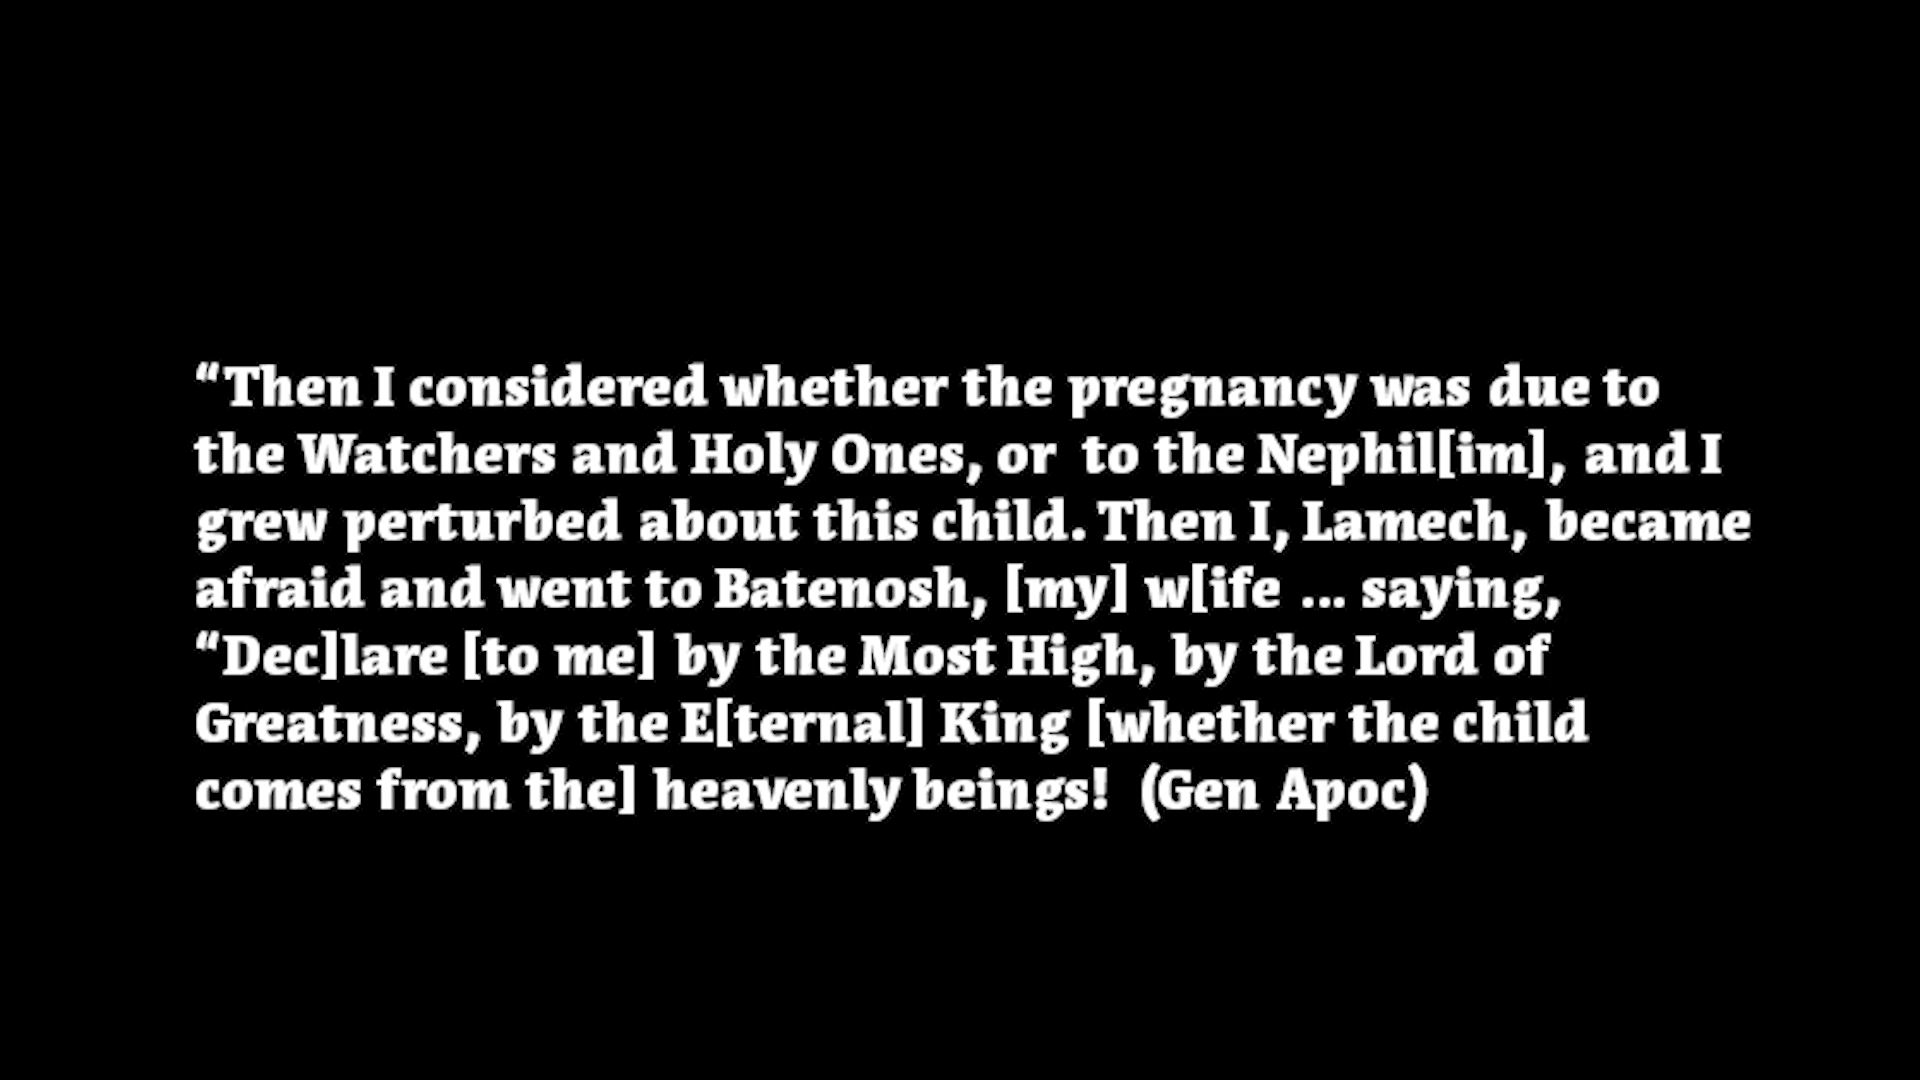 “Then I considered whether the pregnancy was due to
the Watchers and Holy Ones, or to the Nephil[im], and I
grew perturbed about this child. Then I, Lamech, became
afraid and went to Batenosh, [my] w[ife ... saying,
“Dec]lare [to me] by the Most High, by the Lord of
Greatness, by the E[ternal] King [whether the child
comes from the] heavenly beings! (Gen Apoc)